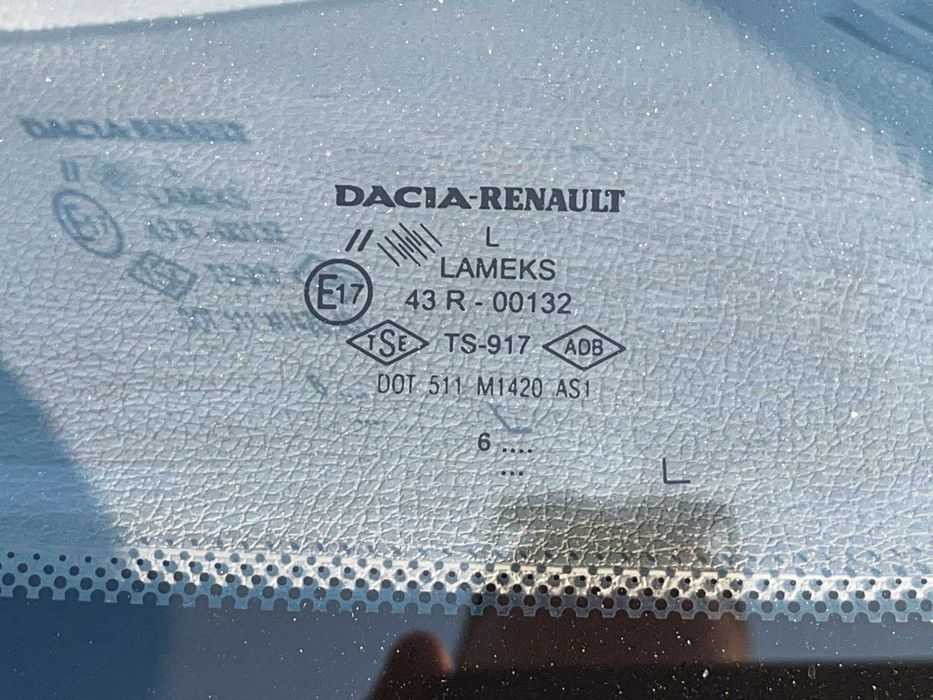 DACIA-RENAULT
// L
LAMEKS
E17 43 R - 00132
TSE TS-917 ADB
DOT 511 M1420 AS1
6 ....
...